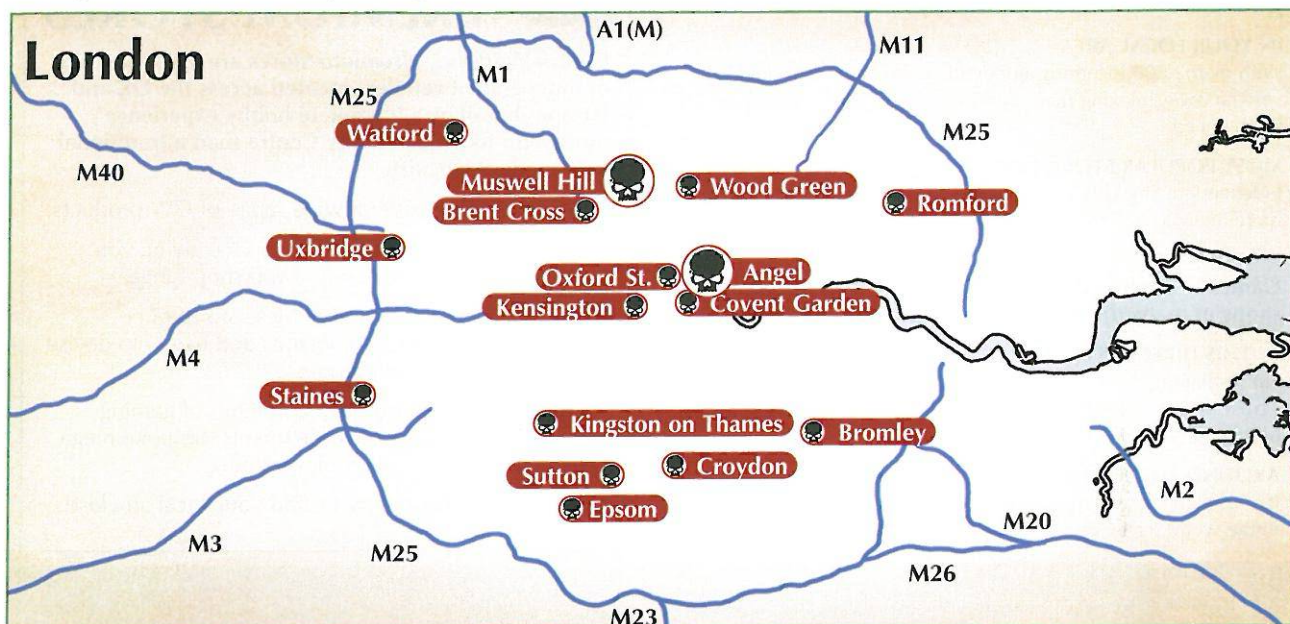 London
A1(M)
M11
M1
M25
Watford
M25
M40
Muswell Hill
Wood Green
Brent Cross
Romford
Uxbridge
Oxford St.
Angel
Kensington
Covent Garden
M4
Staines
Kingston on Thames
Bromley
Sutton
Croydon
Epsom
M2
M20
M3
M25
M26
M23